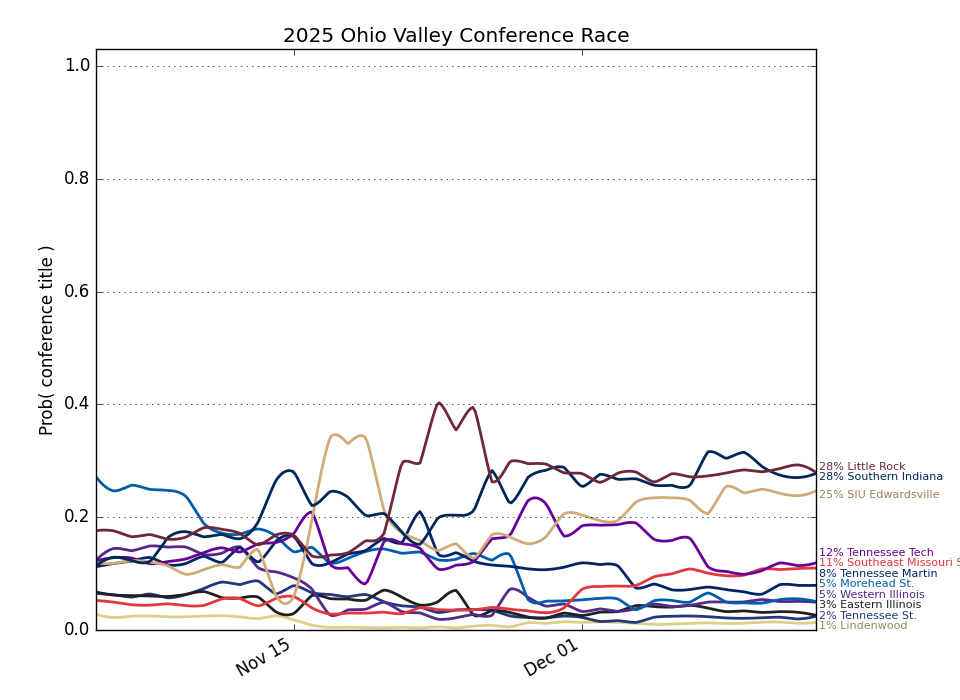 2025 Ohio Valley Conference Race
Prob( conference title )
1.0
0.8
0.6
0.4
0.2
0.0
Nov 15
Dec 01
28% Little Rock
28% Southern Indiana
25% SIU Edwardsville
12% Tennessee Tech
11% Southeast Missouri S
8% Tennessee Martin
5% Morehead St.
5% Western Illinois
3% Eastern Illinois
2% Tennessee St.
1% Lindenwood